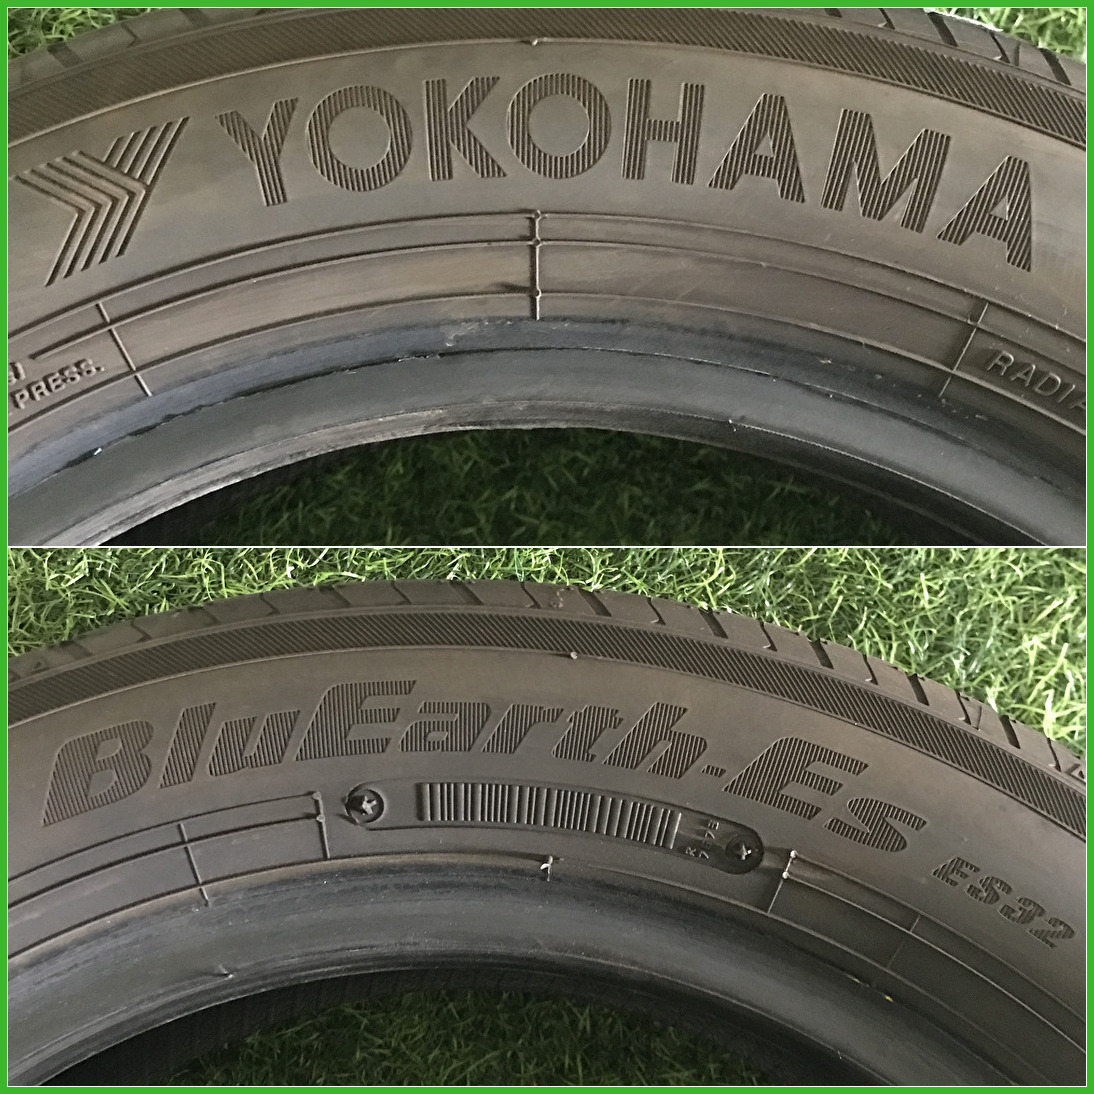 YOKOHAMA
PRESS.
RADIA
BluEarth-Es
ES32